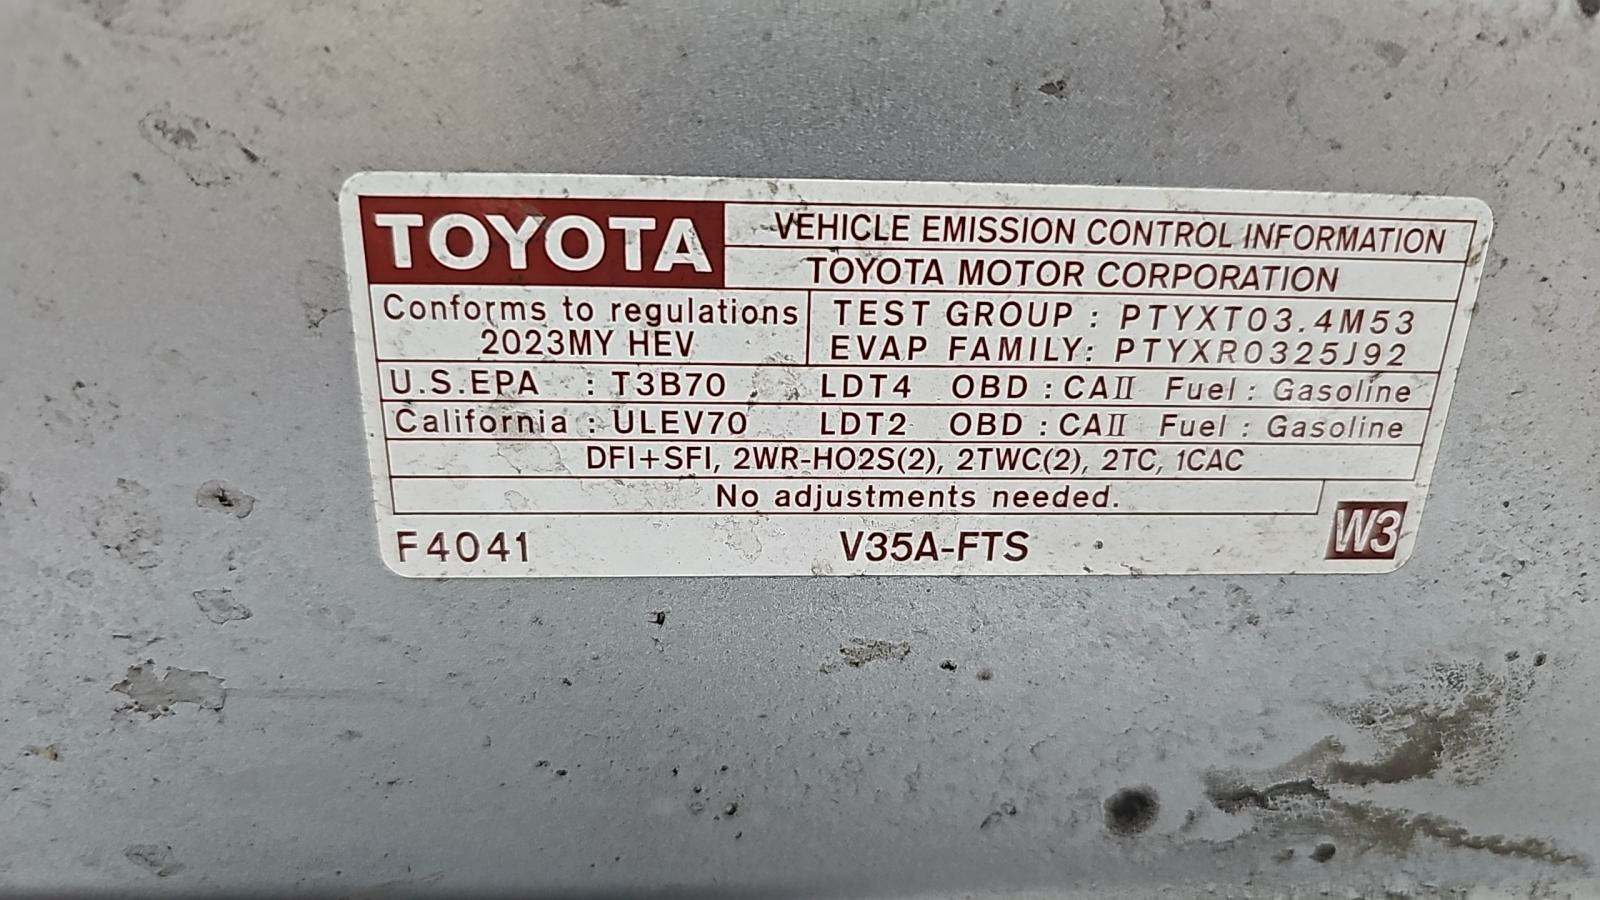 TOYOTA
VEHICLE EMISSION CONTROL INFORMATION
TOYOTA MOTOR CORPORATION
Conforms to regulations
2023MY HEV
TEST GROUP : PTYXT03.4M53
EVAP FAMILY: PTYXR0325J92
U.S.EPA : T3B70 LDT4 OBD : CAII Fuel : Gasoline
California : ULEV70 LDT2 OBD : CAII Fuel : Gasoline
DFI+SFI, 2WR-HO2S(2), 2TWC(2), 2TC, 1CAC
No adjustments needed.
F4041 V35A-FTS W3